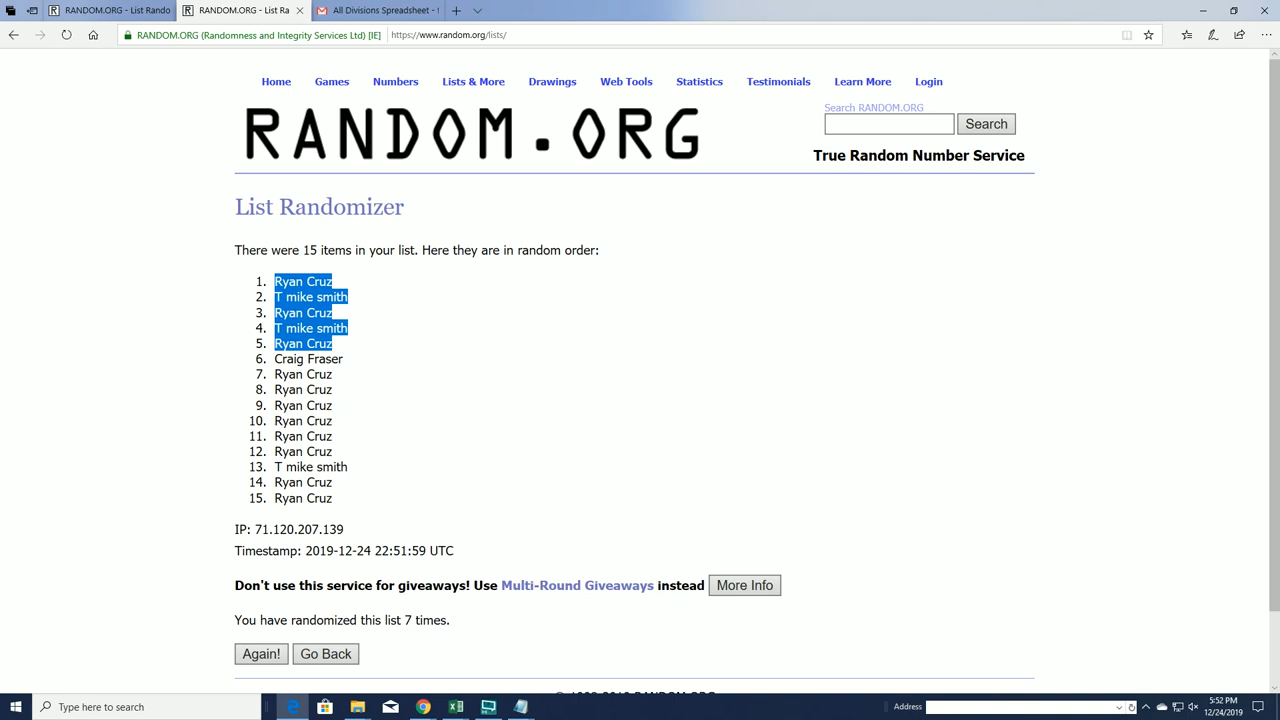 RANDOM.ORG - List Rando
RANDOM.ORG - List Ra
All Divisions Spreadsheet -
RANDOM.ORG (Randomness and Integrity Services Ltd) [IE]
https://www.random.org/lists/
Home Games Numbers Lists & More Drawings Web Tools Statistics Testimonials Learn More Login
Search RANDOM.ORG
RANDOM.ORG
Search
True Random Number Service
List Randomizer
There were 15 items in your list. Here they are in random order:
1. Ryan Cruz
2. T mike smith
3. Ryan Cruz
4. T mike smith
5. Ryan Cruz
6. Craig Fraser
7. Ryan Cruz
8. Ryan Cruz
9. Ryan Cruz
10. Ryan Cruz
11. Ryan Cruz
12. Ryan Cruz
13. T mike smith
14. Ryan Cruz
15. Ryan Cruz
IP: 71.120.207.139
Timestamp: 2019-12-24 22:51:59 UTC
Don't use this service for giveaways! Use Multi-Round Giveaways instead More Info
You have randomized this list 7 times.
Again! Go Back
Type here to search
Address
5:52 PM
12/24/2019